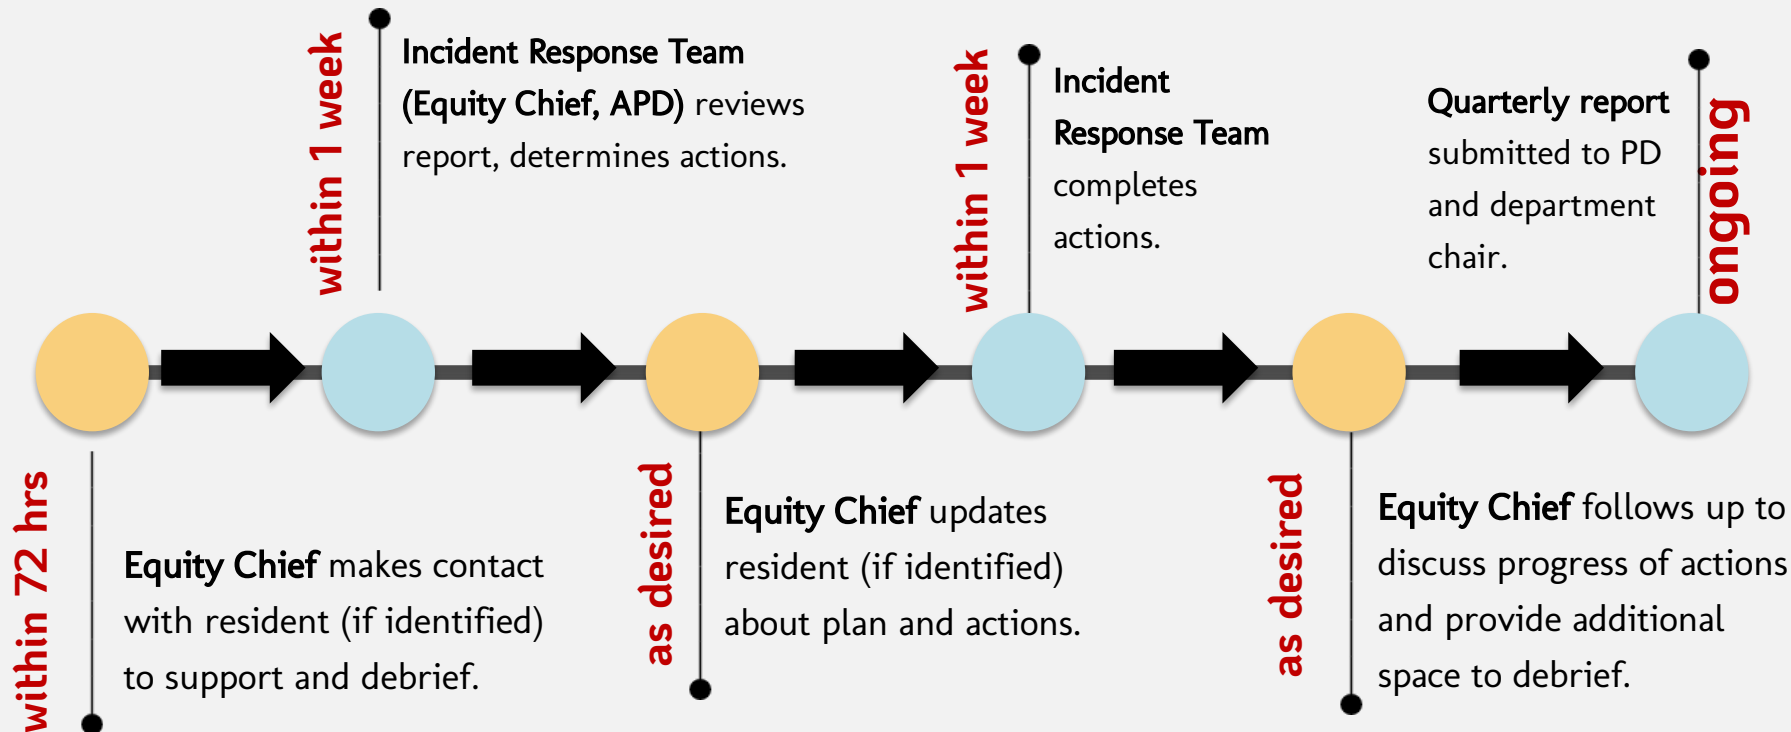 within 72 hrs
Equity Chief makes contact
with resident (if identified)
to support and debrief.
within 1 week
Incident Response Team
(Equity Chief, APD) reviews
report, determines actions.
as desired
Equity Chief updates
resident (if identified)
about plan and actions.
within 1 week
Incident
Response Team
completes
actions.
as desired
Equity Chief follows up to
discuss progress of actions
and provide additional
space to debrief.
Quarterly report
submitted to PD
and department
chair.
ongoing